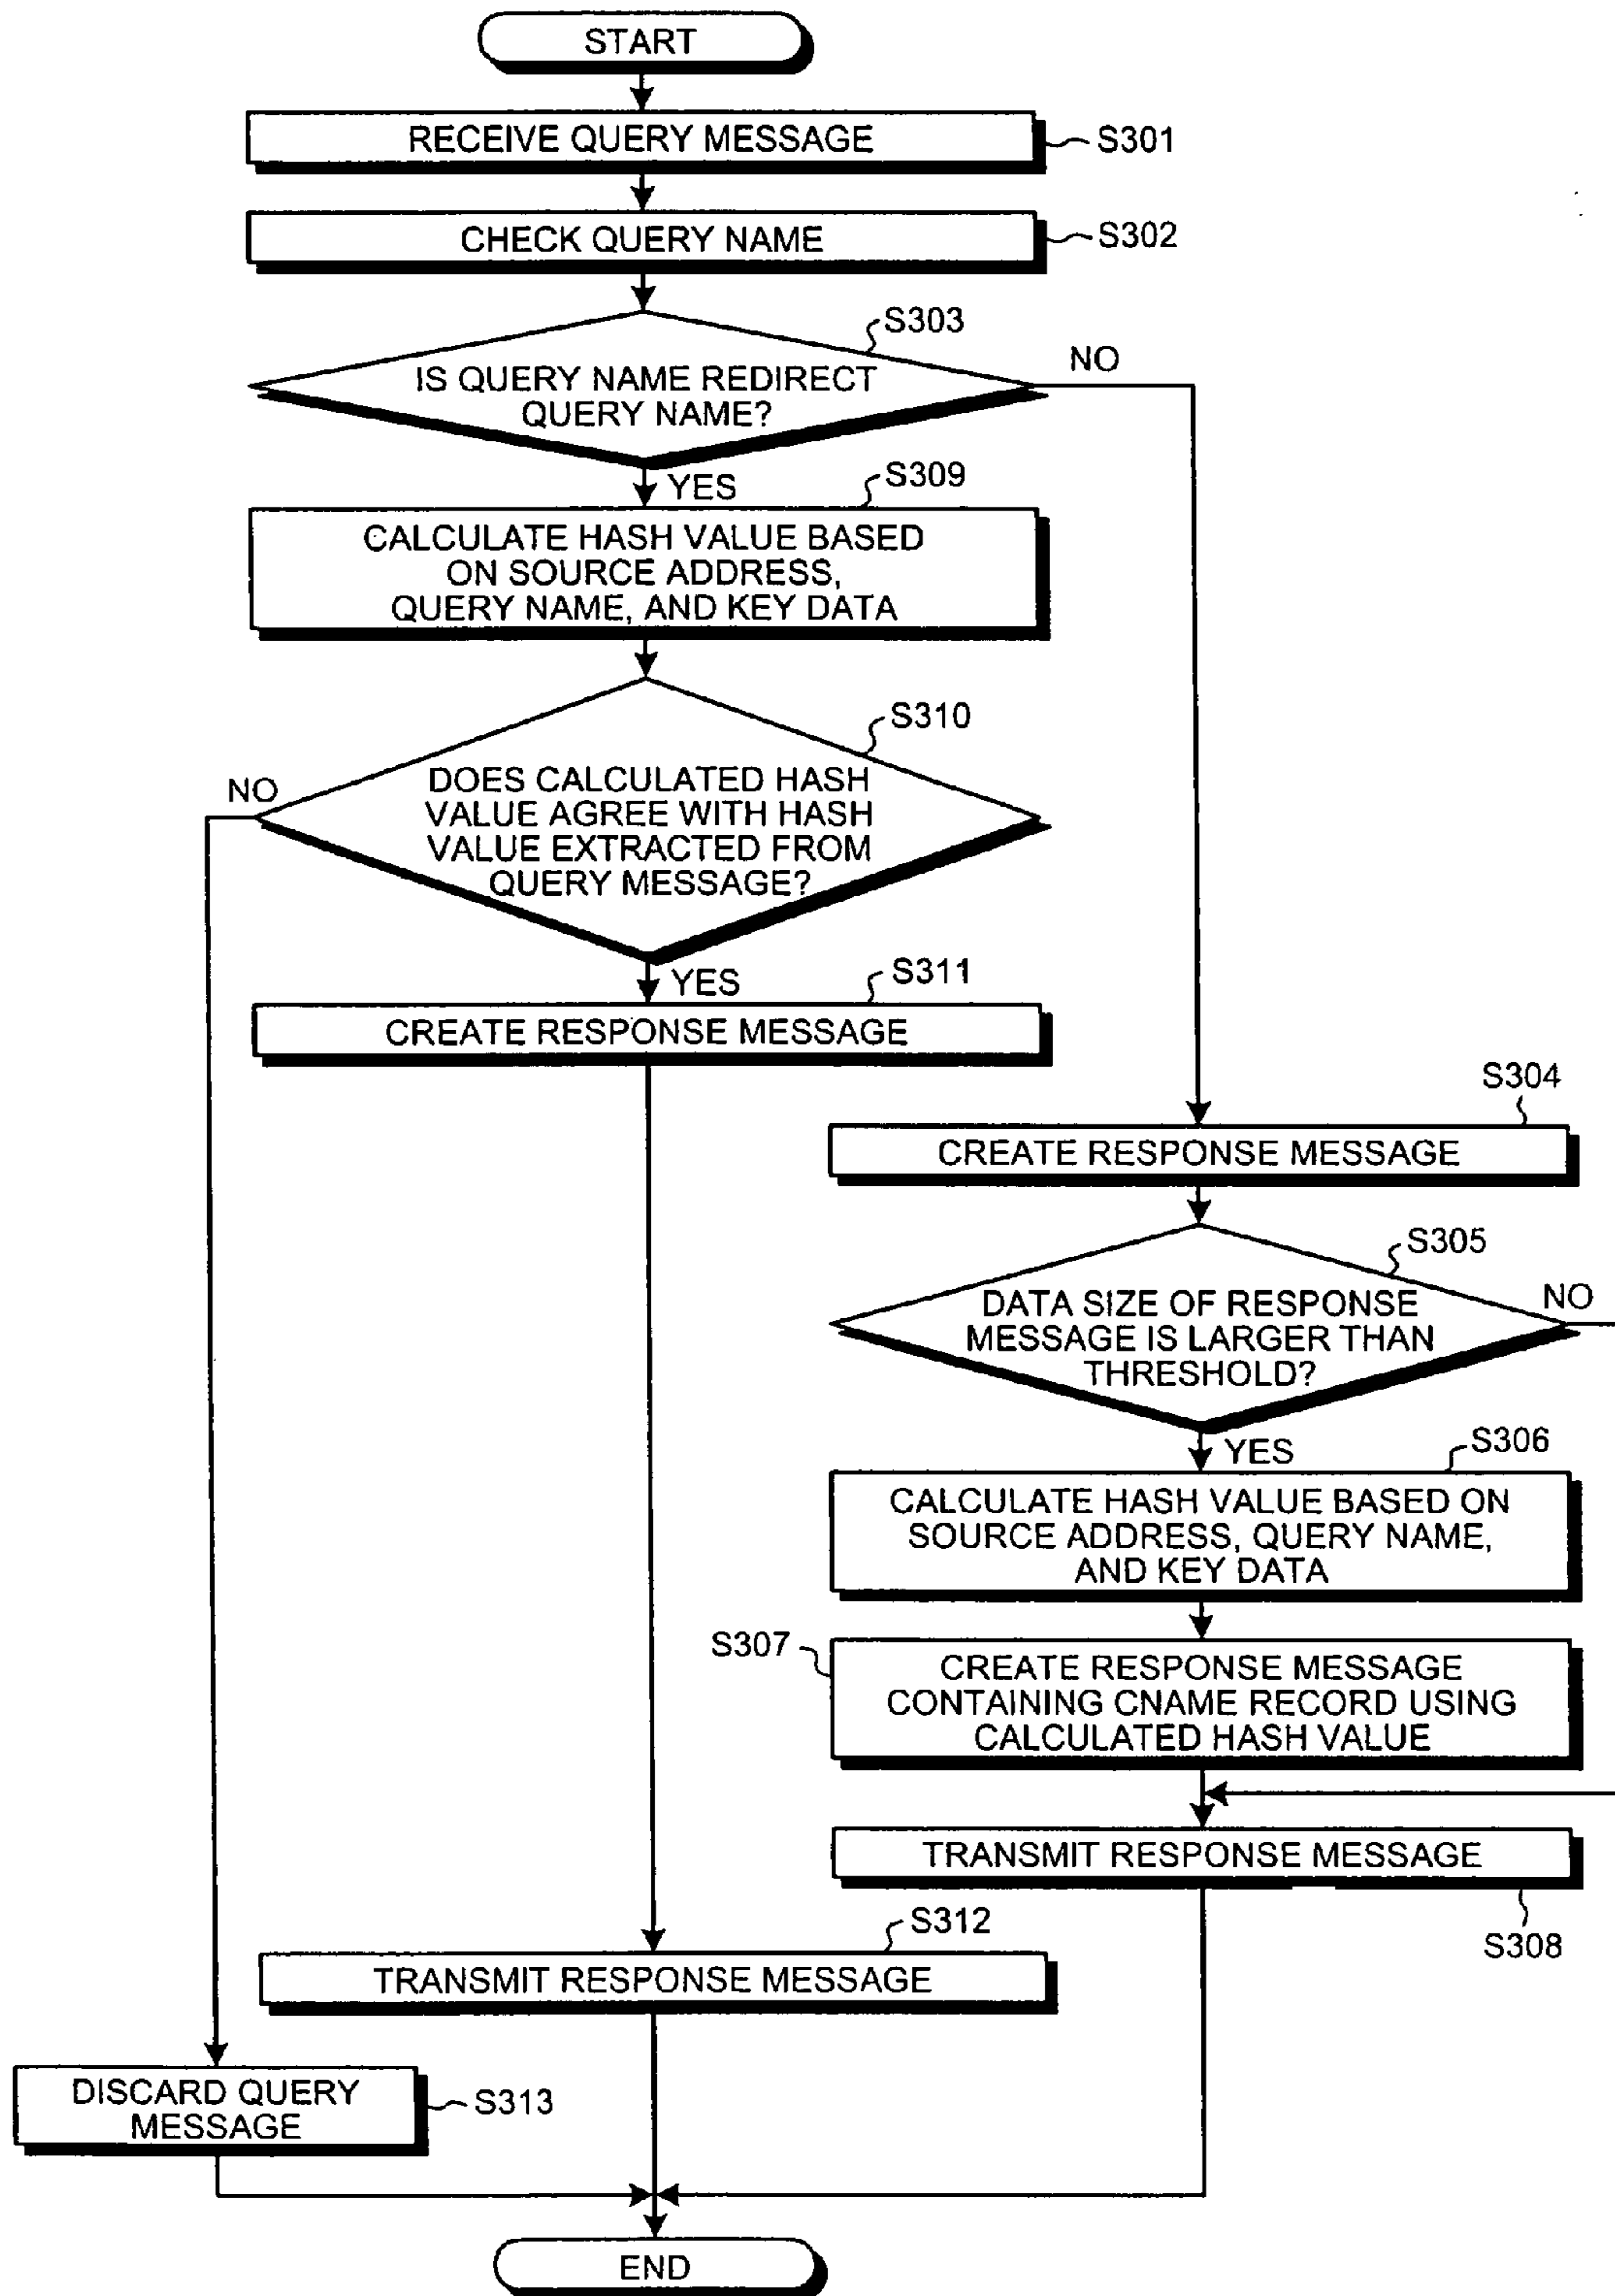 START
RECEIVE QUERY MESSAGE
S301
CHECK QUERY NAME
S302
S303
IS QUERY NAME REDIRECT
QUERY NAME?
NO
YES
S309
CALCULATE HASH VALUE BASED
ON SOURCE ADDRESS,
QUERY NAME, AND KEY DATA
S310
NO
DOES CALCULATED HASH
VALUE AGREE WITH HASH
VALUE EXTRACTED FROM
QUERY MESSAGE?
YES
S311
CREATE RESPONSE MESSAGE
S304
CREATE RESPONSE MESSAGE
S305
DATA SIZE OF RESPONSE
MESSAGE IS LARGER THAN
THRESHOLD?
NO
YES
S306
CALCULATE HASH VALUE BASED ON
SOURCE ADDRESS, QUERY NAME,
AND KEY DATA
S307
CREATE RESPONSE MESSAGE
CONTAINING CNAME RECORD USING
CALCULATED HASH VALUE
TRANSMIT RESPONSE MESSAGE
S308
S312
TRANSMIT RESPONSE MESSAGE
DISCARD QUERY
MESSAGE
S313
END